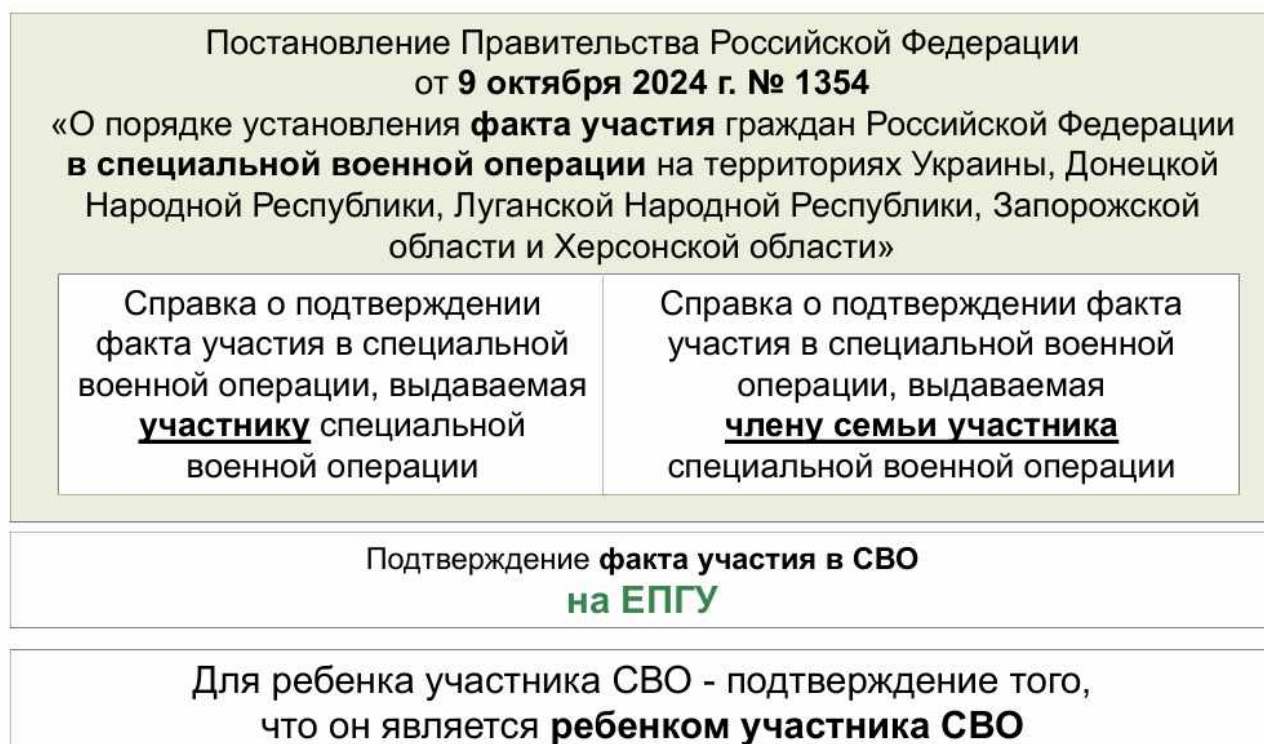 Постановление Правительства Российской Федерации
от 9 октября 2024 г. № 1354
«О порядке установления факта участия граждан Российской Федерации
в специальной военной операции на территориях Украины, Донецкой
Народной Республики, Луганской Народной Республики, Запорожской
области и Херсонской области»
Справка о подтверждении
факта участия в специальной
военной операции, выдаваемая
участнику специальной
военной операции
Справка о подтверждении факта
участия в специальной военной
операции, выдаваемая
члену семьи участника
специальной военной операции
Подтверждение факта участия в СВО
на ЕПГУ
Для ребенка участника СВО - подтверждение того,
что он является ребенком участника СВО